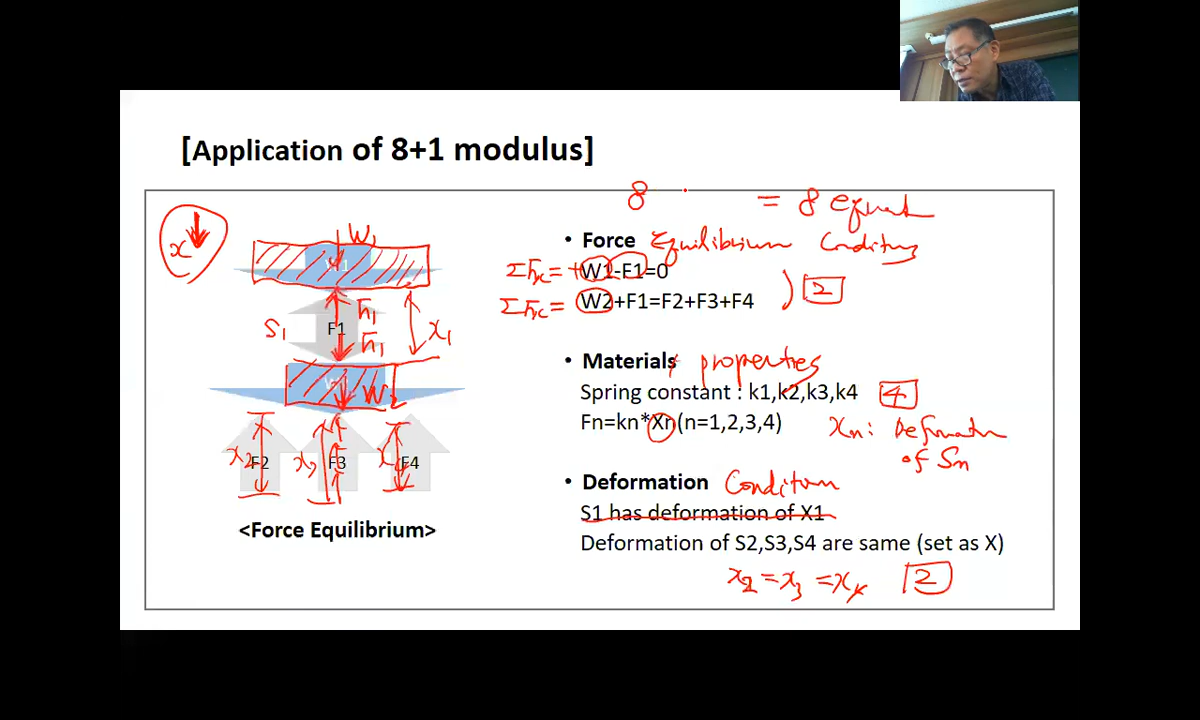 [Application of 8+1 modulus]
8 = 8 equat
x
W1
F1
S1
F1
F1
x1
W2
x2
F2
x3
F3
F4
<Force Equilibrium>
• Force Equilibrium Conditions
ΣFx = +W1-F1=0
ΣFx = W2+F1=F2+F3+F4
2
• Materials properties
Spring constant : k1,k2,k3,k4 4
Fn=kn*Xn(n=1,2,3,4) Xn: Deformation
of Sn
• Deformation Condition
S1 has deformation of X1
Deformation of S2,S3,S4 are same (set as X)
x2 = x3 = x4 2